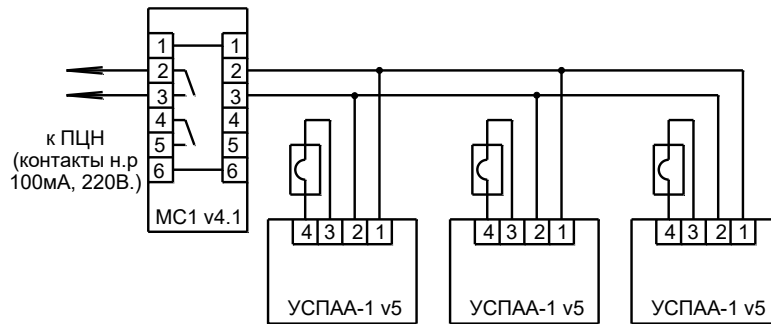 1 1
2 2
3 3
4 4
5 5
6 6
к ПЦН
(контакты н.р
100мА, 220В.)
МС1 v4.1
4 3 2 1
4 3 2 1
4 3 2 1
УСПАА-1 v5
УСПАА-1 v5
УСПАА-1 v5